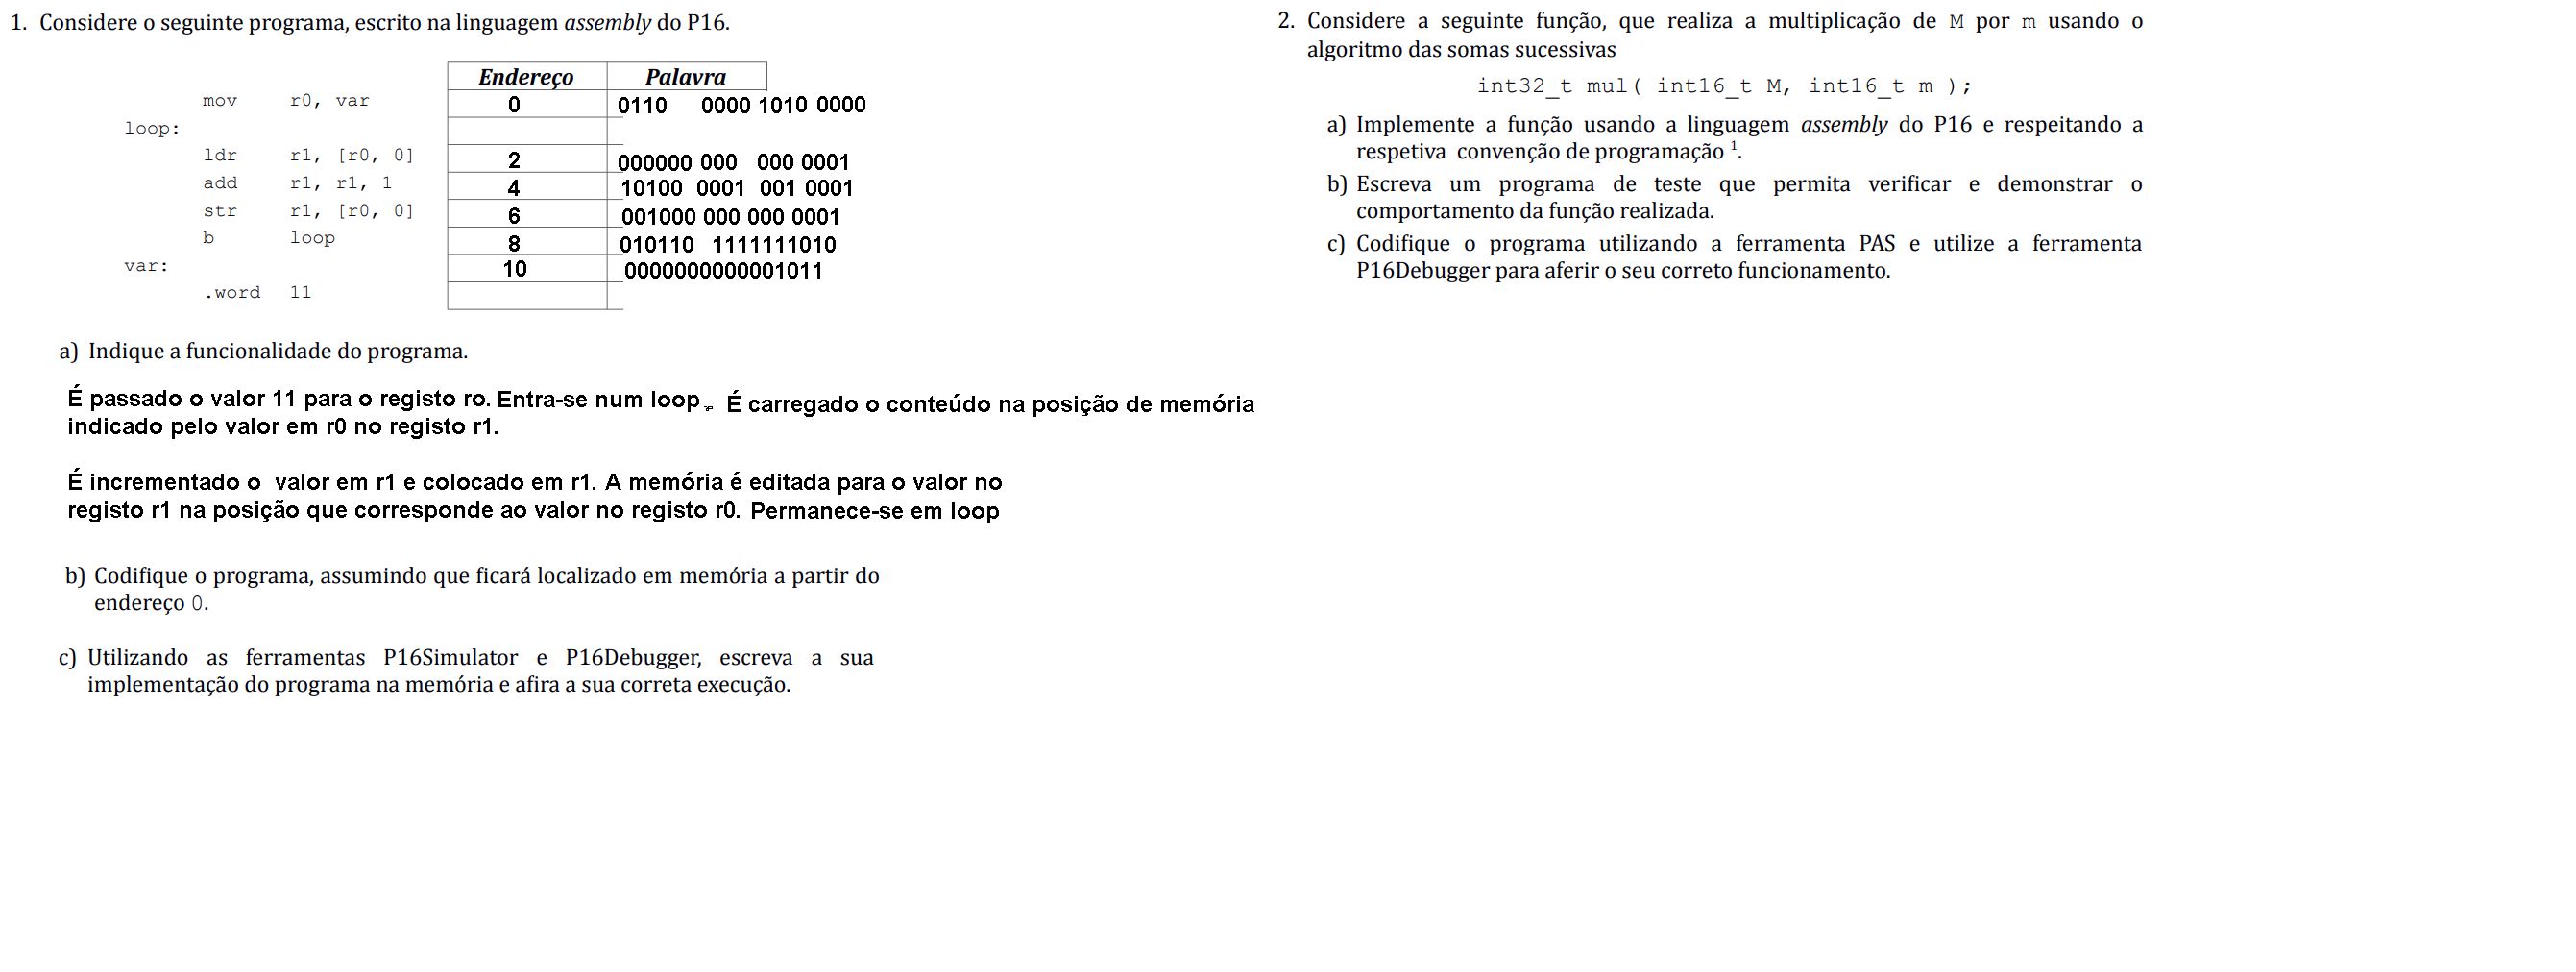 1. Considere o seguinte programa, escrito na linguagem assembly do P16.
mov r0, var
loop:
ldr r1, [r0, 0]
add r1, r1, 1
str r1, [r0, 0]
b loop
var:
.word 11
Endereço Palavra
0 0110 0000 1010 0000
2 000000 000 000 0001
4 10100 0001 001 0001
6 001000 000 000 0001
8 010110 1111111010
10 0000000000001011
a) Indique a funcionalidade do programa.
É passado o valor 11 para o registo ro. Entra-se num loop. É carregado o conteúdo na posição de memória
indicado pelo valor em r0 no registo r1.
É incrementado o valor em r1 e colocado em r1. A memória é editada para o valor no
registo r1 na posição que corresponde ao valor no registo r0. Permanece-se em loop
b) Codifique o programa, assumindo que ficará localizado em memória a partir do
endereço 0.
c) Utilizando as ferramentas P16Simulator e P16Debugger, escreva a sua
implementação do programa na memória e afira a sua correta execução.
2. Considere a seguinte função, que realiza a multiplicação de M por m usando o
algoritmo das somas sucessivas
int32_t mul( int16_t M, int16_t m );
a) Implemente a função usando a linguagem assembly do P16 e respeitando a
respetiva convenção de programação 1.
b) Escreva um programa de teste que permita verificar e demonstrar o
comportamento da função realizada.
c) Codifique o programa utilizando a ferramenta PAS e utilize a ferramenta
P16Debugger para aferir o seu correto funcionamento.